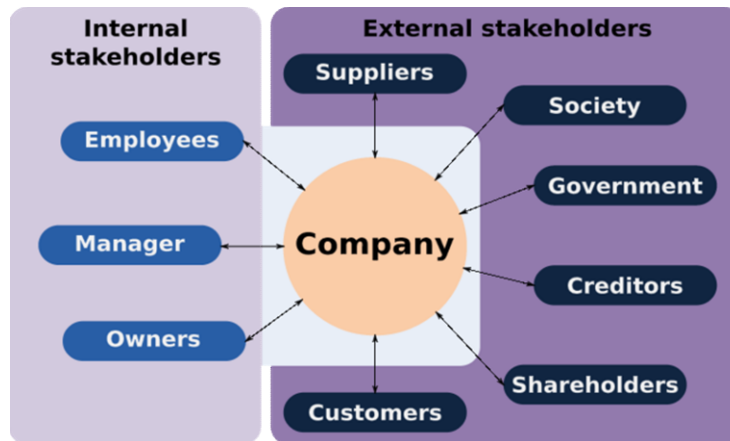 Internal
stakeholders
External stakeholders
Suppliers
Society
Employees
Government
Manager
Company
Creditors
Owners
Shareholders
Customers